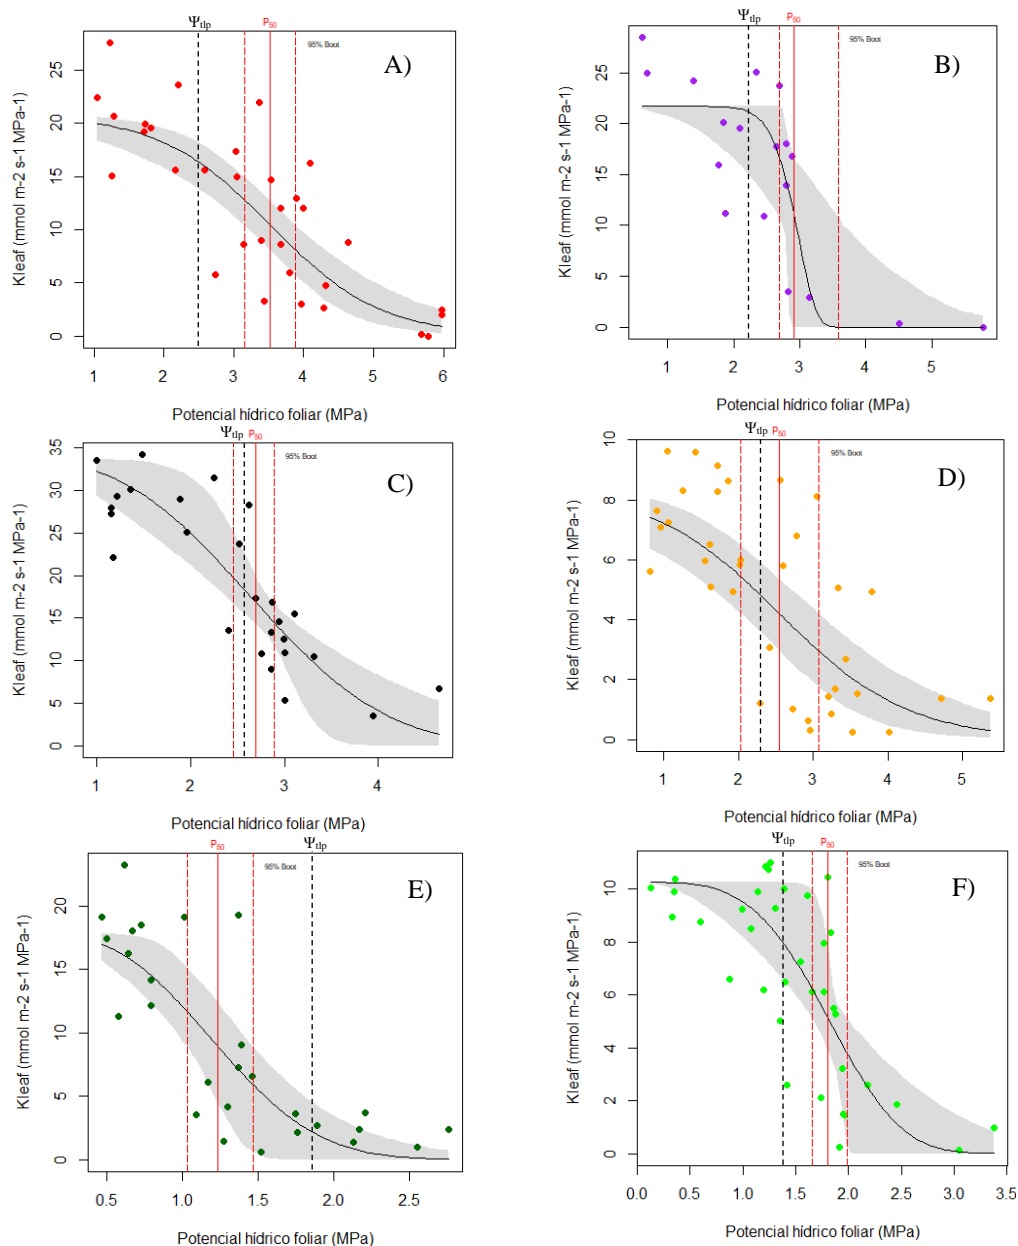 Ψtlp P50
95% Boot
A)
Kleaf (mmol m-2 s-1 MPa-1)
0 5 10 15 20 25
1 2 3 4 5 6
Potencial hídrico foliar (MPa)
Ψtlp P50
95% Boot
B)
Kleaf (mmol m-2 s-1 MPa-1)
0 5 10 15 20 25
1 2 3 4 5
Potencial hídrico foliar (MPa)
Ψtlp P50
95% Boot
C)
Kleaf (mmol m-2 s-1 MPa-1)
0 5 10 15 20 25 30 35
1 2 3 4
Potencial hídrico foliar (MPa)
Ψtlp P50
95% Boot
D)
Kleaf (mmol m-2 s-1 MPa-1)
0 2 4 6 8 10
1 2 3 4 5
Potencial hídrico foliar (MPa)
P50 Ψtlp
95% Boot
E)
Kleaf (mmol m-2 s-1 MPa-1)
0 5 10 15 20
0.5 1.0 1.5 2.0 2.5
Potencial hídrico foliar (MPa)
Ψtlp P50
95% Boot
F)
Kleaf (mmol m-2 s-1 MPa-1)
0 2 4 6 8 10
0.0 0.5 1.0 1.5 2.0 2.5 3.0 3.5
Potencial hídrico foliar (MPa)